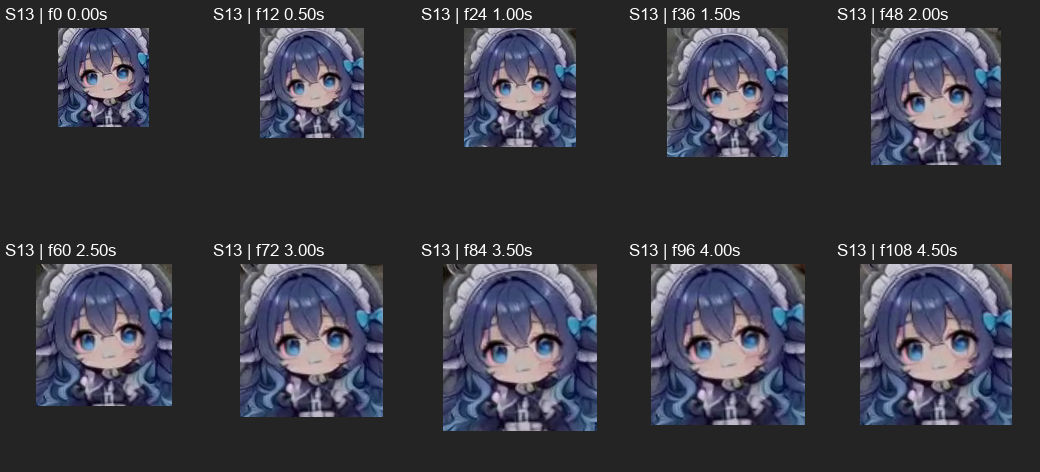 S13 | f0 0.00s
S13 | f12 0.50s
S13 | f24 1.00s
S13 | f36 1.50s
S13 | f48 2.00s
S13 | f60 2.50s
S13 | f72 3.00s
S13 | f84 3.50s
S13 | f96 4.00s
S13 | f108 4.50s